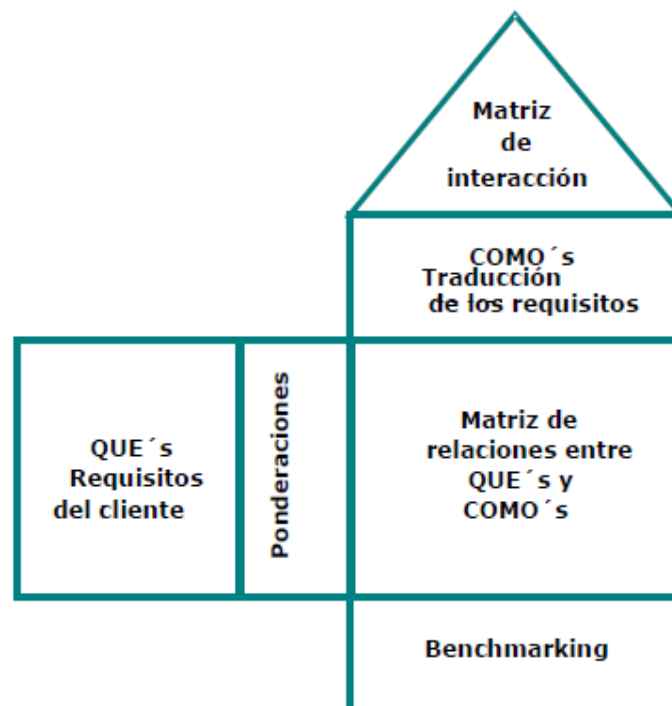 Matriz
de
interacción
COMO´s
Traducción
de los requisitos
QUE´s
Requisitos
del cliente
Ponderaciones
Matriz de
relaciones entre
QUE´s y
COMO´s
Benchmarking